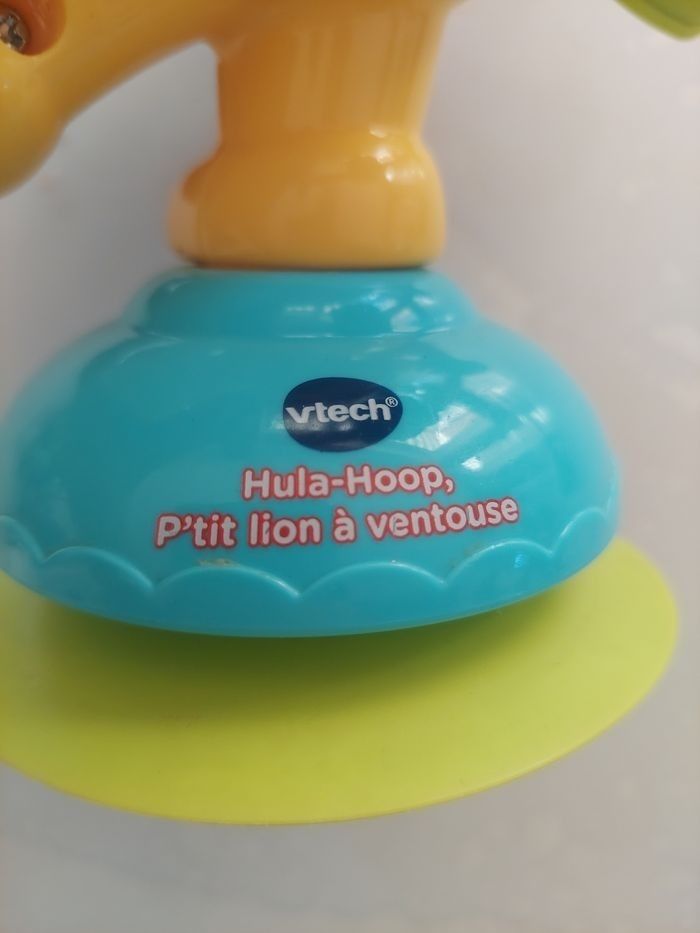 vtech®
Hula-Hoop,
P'tit lion à ventouse